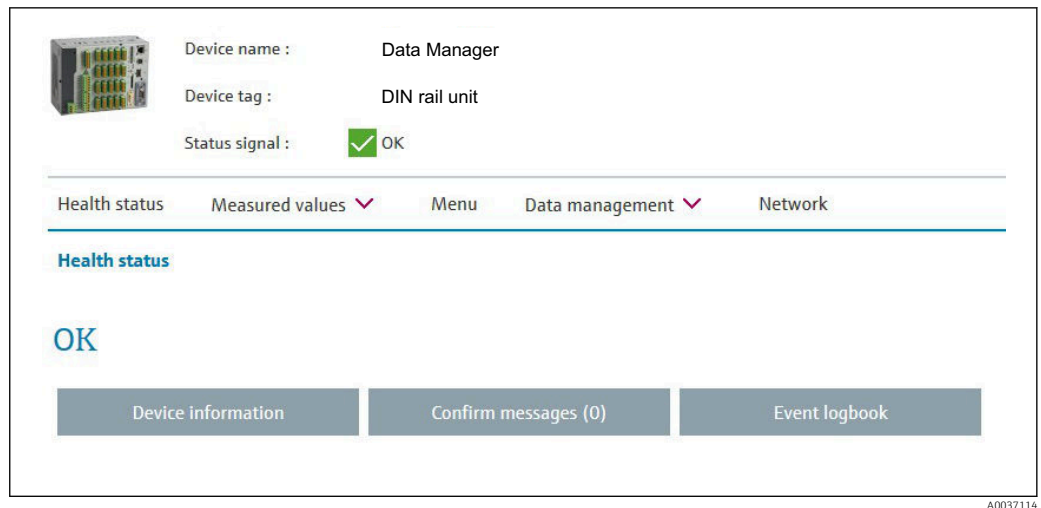 Device name : Data Manager
Device tag : DIN rail unit
Status signal : OK
Health status Measured values Menu Data management Network
Health status
OK
Device information Confirm messages (0) Event logbook
A0037114